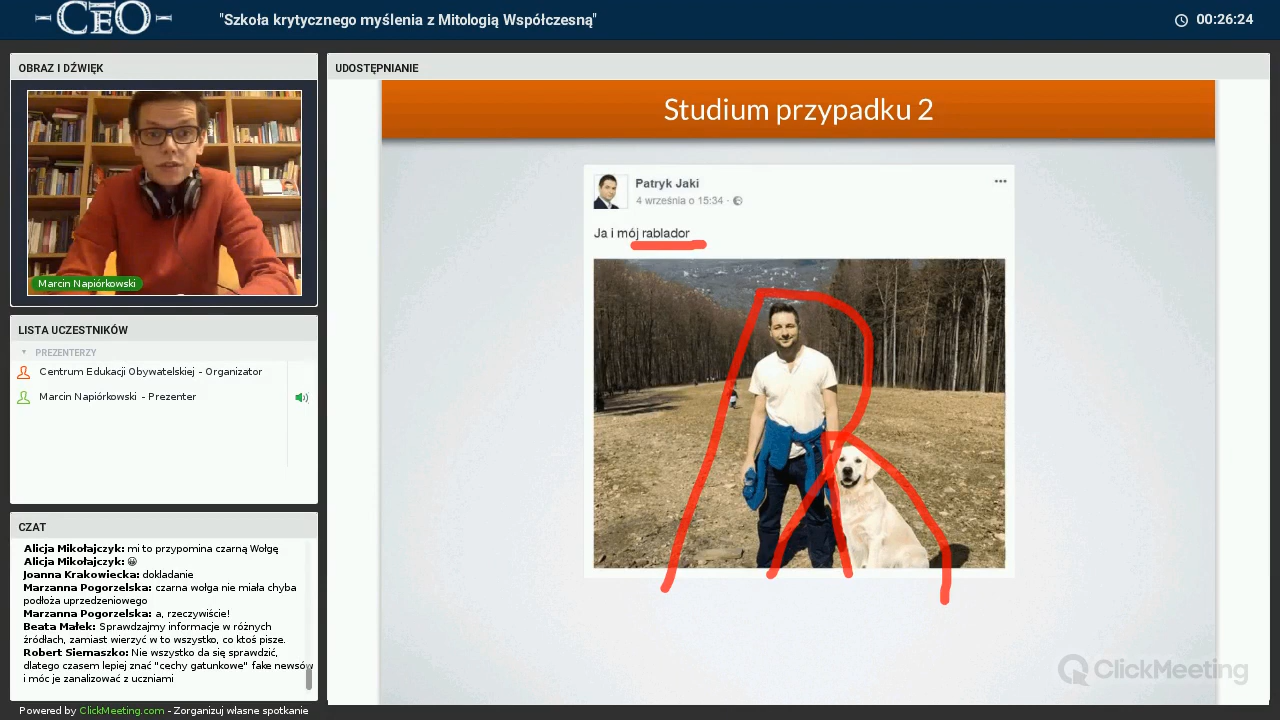 CEO
"Szkoła krytycznego myślenia z Mitologią Współczesną"
00:26:24
OBRAZ I DŹWIĘK
Marcin Napiórkowski
LISTA UCZESTNIKÓW
PREZENTERZY
Centrum Edukacji Obywatelskiej - Organizator
Marcin Napiórkowski - Prezenter
CZAT
Alicja Mikołajczyk: mi to przypomina czarną Wołgę
Alicja Mikołajczyk: 😀
Joanna Krakowiecka: dokladanie
Marzanna Pogorzelska: czarna wołga nie miała chyba
podłoża uprzedzeniowego
Marzanna Pogorzelska: a, rzeczywiście!
Beata Małek: Sprawdzajmy informacje w różnych
źródłach, zamiast wierzyć w to wszystko, co ktoś pisze.
Robert Siemaszko: Nie wszystko da się sprawdzić,
dlatego czasem lepiej znać "cechy gatunkowe" fake newsów
i móc je zanalizować z uczniami
Powered by ClickMeeting.com - Zorganizuj własne spotkanie
UDOSTĘPNIANIE
Studium przypadku 2
Patryk Jaki
4 września o 15:34 ·
Ja i mój rablador
ClickMeeting